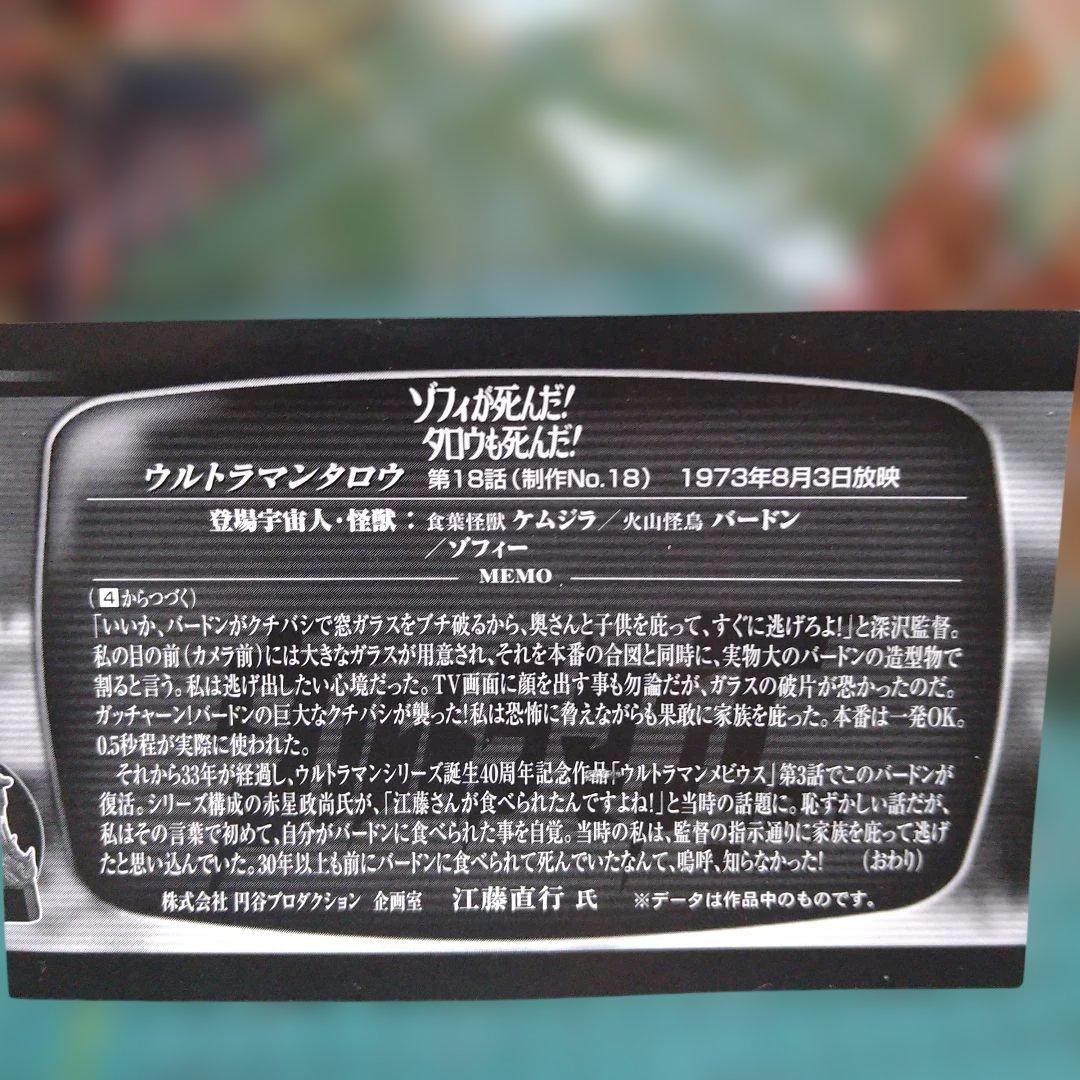 ゾフィが死んだ!
タロウも死んだ!
ウルトラマンタロウ 第18話(制作No.18) 1973年8月3日放映
登場宇宙人・怪獣:食葉怪獣 ケムジラ/火山怪鳥 バードン
/ゾフィー
MEMO
(4からつづく)
「いいか、バードンがクチバシで窓ガラスをブチ破るから、奥さんと子供を庇って、すぐに逃げろよ!」と深沢監督。
私の目の前(カメラ前)には大きなガラスが用意され、それを本番の合図と同時に、実物大のバードンの造型物で
割ると言う。私は逃げ出したい心境だった。TV画面に顔を出す事も勿論だが、ガラスの破片が恐かったのだ。
ガッチャーン!バードンの巨大なクチバシが襲った!私は恐怖に脅えながらも果敢に家族を庇った。本番は一発OK。
0.5秒程が実際に使われた。
それから33年が経過し、ウルトラマンシリーズ誕生40周年記念作品「ウルトラマンメビウス」第3話でこのバードンが
復活。シリーズ構成の赤星政尚氏が、「江藤さんが食べられたんですよね!」と当時の話題に。恥ずかしい話だが、
私はその言葉で初めて、自分がバードンに食べられた事を自覚。当時の私は、監督の指示通りに家族を庇って逃げ
たと思い込んでいた。30年以上も前にバードンに食べられて死んでいたなんて、嗚呼、知らなかった! (おわり)
株式会社 円谷プロダクション 企画室 江藤直行 氏 ※データは作品中のものです。